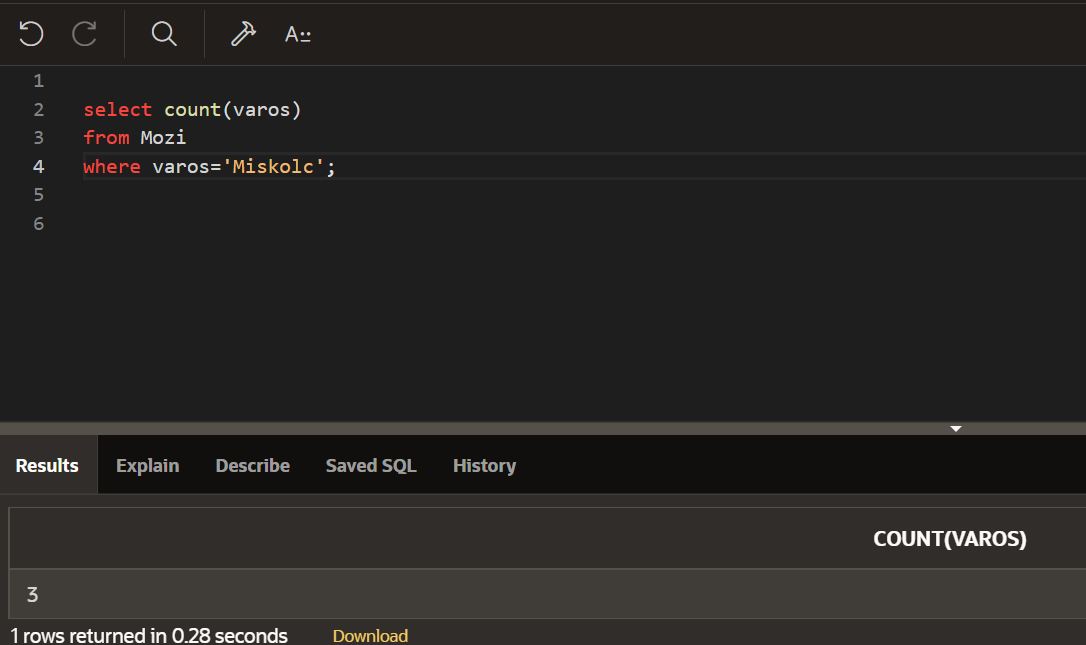 A
1
2 select count(varos)
3 from Mozi
4 where varos='Miskolc';
5
6
Results Explain Describe Saved SQL History
COUNT(VAROS)
3
1 rows returned in 0.28 seconds Download